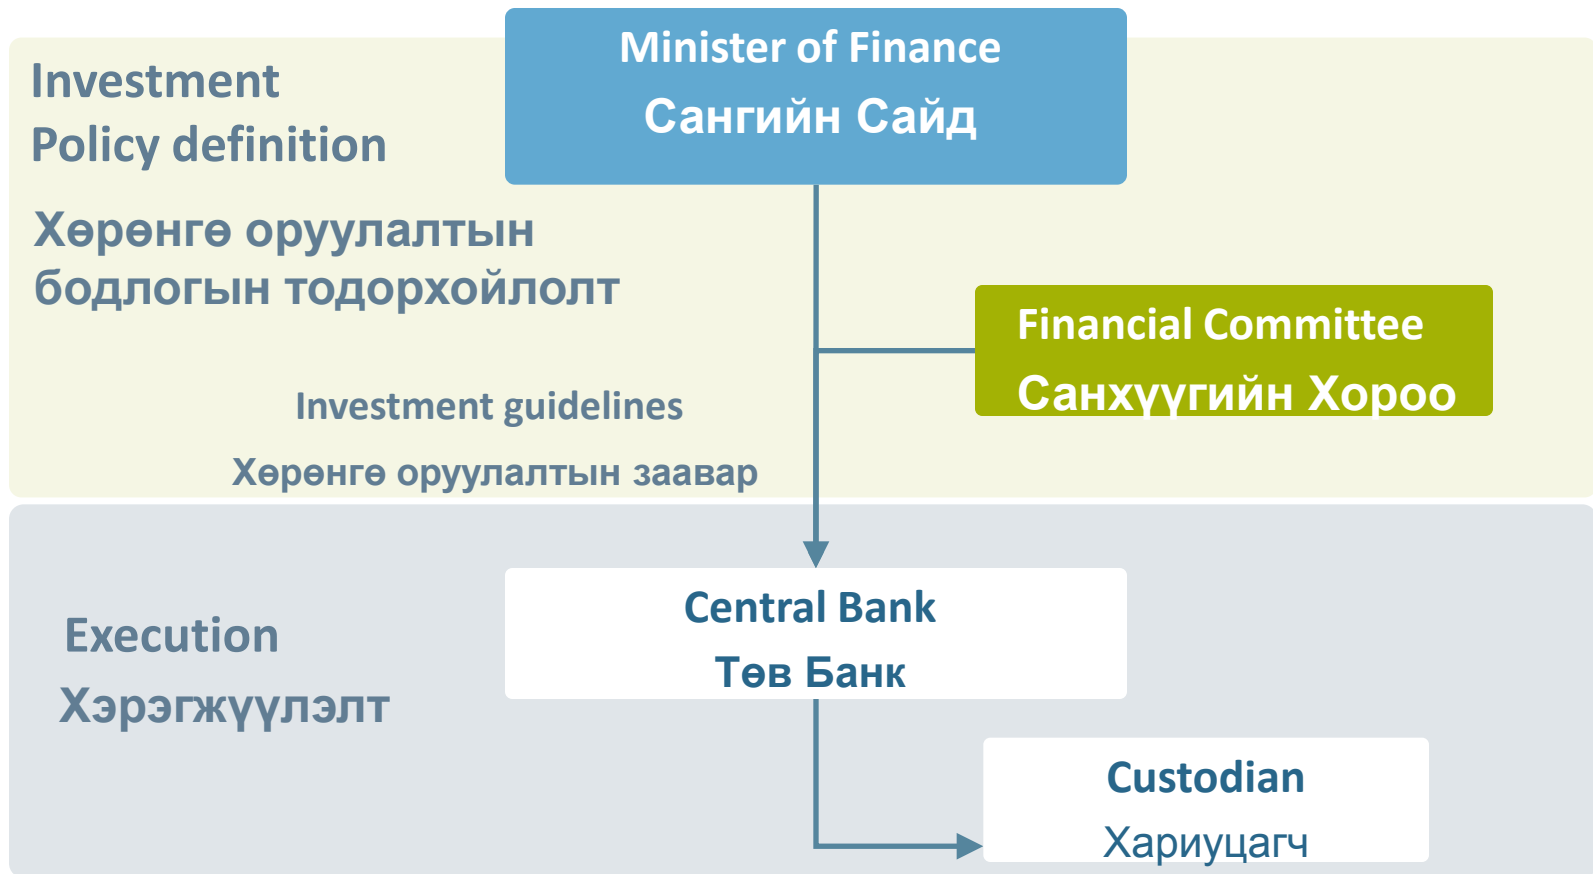 Minister of Finance
Сангийн Сайд
Investment
Policy definition
Хөрөнгө оруулалтын
бодлогын тодорхойлолт
Financial Committee
Санхүүгийн Хороо
Investment guidelines
Хөрөнгө оруулалтын заавар
Central Bank
Төв Банк
Execution
Хэрэгжүүлэлт
Custodian
Хариуцагч